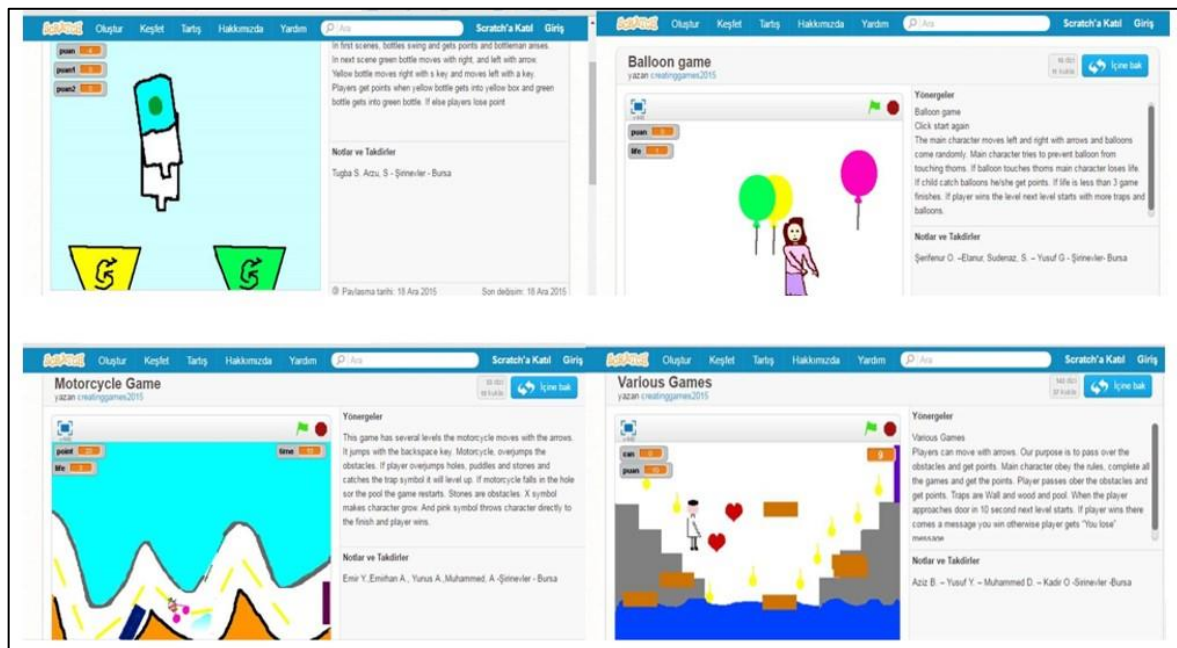 SCRATCH Oluştur Keşfet Tartış Hakkımızda Yardım Ara Scratch'a Katıl Giriş
puan 4
puan1 0
puan2 0
In first scenes, bottles swing and gets points and bottleman arises.
In next scene green bottle moves with right, and left with arrow.
Yellow bottle moves right with s key and moves left with a key.
Players get points when yellow bottle gets into yellow box and green
bottle gets into green bottle. If else players lose point
Notlar ve Takdirler
Tugba S. Arzu, S - Şirinevler - Bursa
Paylaşma tarihi: 18 Ara 2015 Son değişim: 18 Ara 2015
SCRATCH Oluştur Keşfet Tartış Hakkımızda Yardım Ara Scratch'a Katıl Giriş
Balloon game
yazan creatinggames2015
İçine bak
puan
life
Yönergeler
Balloon game
Click start again
The main character moves left and right with arrows and balloons
come randomly. Main character tries to prevent balloon from
touching thorns. If balloon touches thorns main character loses life.
If child catch balloons he/she get points. If life is less than 3 game
finishes. If player wins the level next level starts with more traps and
balloons.
Notlar ve Takdirler
Şerifenur O. –Elanur, Sudenaz, S. – Yusuf G - Şirinevler- Bursa
SCRATCH Oluştur Keşfet Tartış Hakkımızda Yardım Ara Scratch'a Katıl Giriş
Motorcycle Game
yazan creatinggames2015
İçine bak
point
life
time
Yönergeler
This game has several levels the motorcycle moves with the arrows.
It jumps with the backspace key. Motorcycle, overjumps the
obstacles. If player overjumps holes, puddles and stones and
catches the trap symbol it will level up. If motorcycle falls in the hole
sor the pool the game restarts. Stones are obstacles. X symbol
makes character grow. And pink symbol throws character directly to
the finish and player wins.
Notlar ve Takdirler
Emir Y.,Emirhan A., Yunus A.,Muhammed, A -Şirinevler - Bursa
SCRATCH Oluştur Keşfet Tartış Hakkımızda Yardım Ara Scratch'a Katıl Giriş
Various Games
yazan creatinggames2015
İçine bak
can
puan
9
Yönergeler
Various Games
Players can move with arrows. Our purpose is to pass over the
obstacles and get points. Main character obey the rules, complete all
the games and get the points. Player passes ober the obstacles and
get points. Traps are Wall and wood and pool. When the player
approaches door in 10 second next level starts. If player wins there
comes a message you win otherwise player gets "You lose"
message
Notlar ve Takdirler
Aziz B. – Yusuf Y. – Muhammed D. – Kadir O -Sirinevler -Bursa